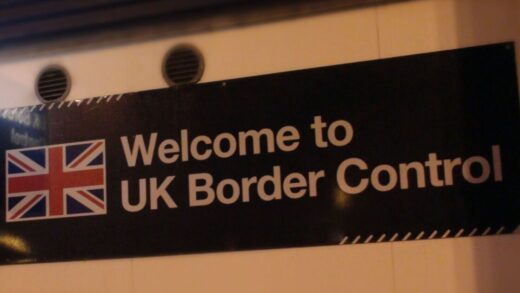 Welcome to
UK Border Control